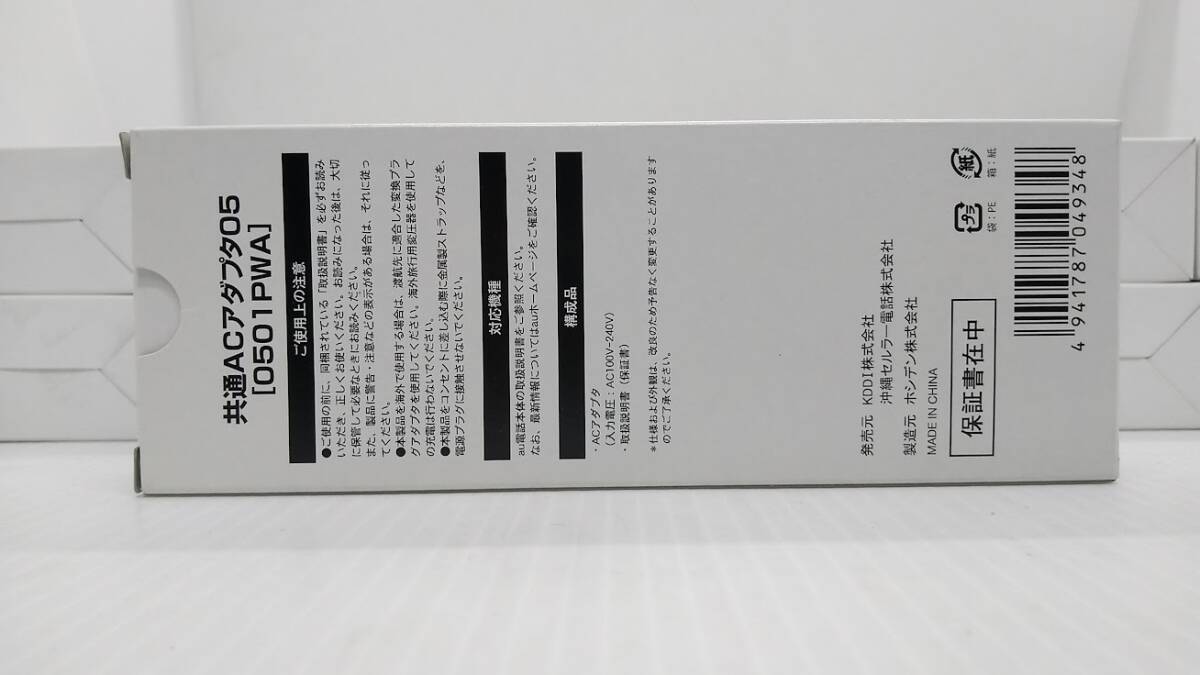 共通ACアダプタ05
[0501PWA]
ご使用上の注意
●ご使用の前に、同梱されている「取扱説明書」を必ずお読み
いただき、正しくお使いください。お読みになった後は、大切
に保管して必要なときにお読みください。
また、製品に警告・注意などの表示がある場合は、それに従っ
てください。
●本製品を海外で使用する場合は、渡航先に適合した変換プラ
グアダプタを使用してください。海外旅行用変圧器を使用して
の充電は行わないでください。
●本製品をコンセントに差し込む際に金属製ストラップなどを、
電源プラグに接触させないでください。
対応機種
au電話本体の取扱説明書をご参照ください。
なお、最新情報についてはauホームページをご確認ください。
構成品
・ACアダプタ
（入力電圧：AC100V-240V）
・取扱説明書（保証書）
＊仕様および外観は、改良のため予告なく変更することがあります
のでご了承ください。
発売元 KDDI株式会社
沖縄セルラー電話株式会社
製造元 ホシデン株式会社
MADE IN CHINA
保証書在中
プラ
袋：PE
紙
箱：紙
4 941787 049348